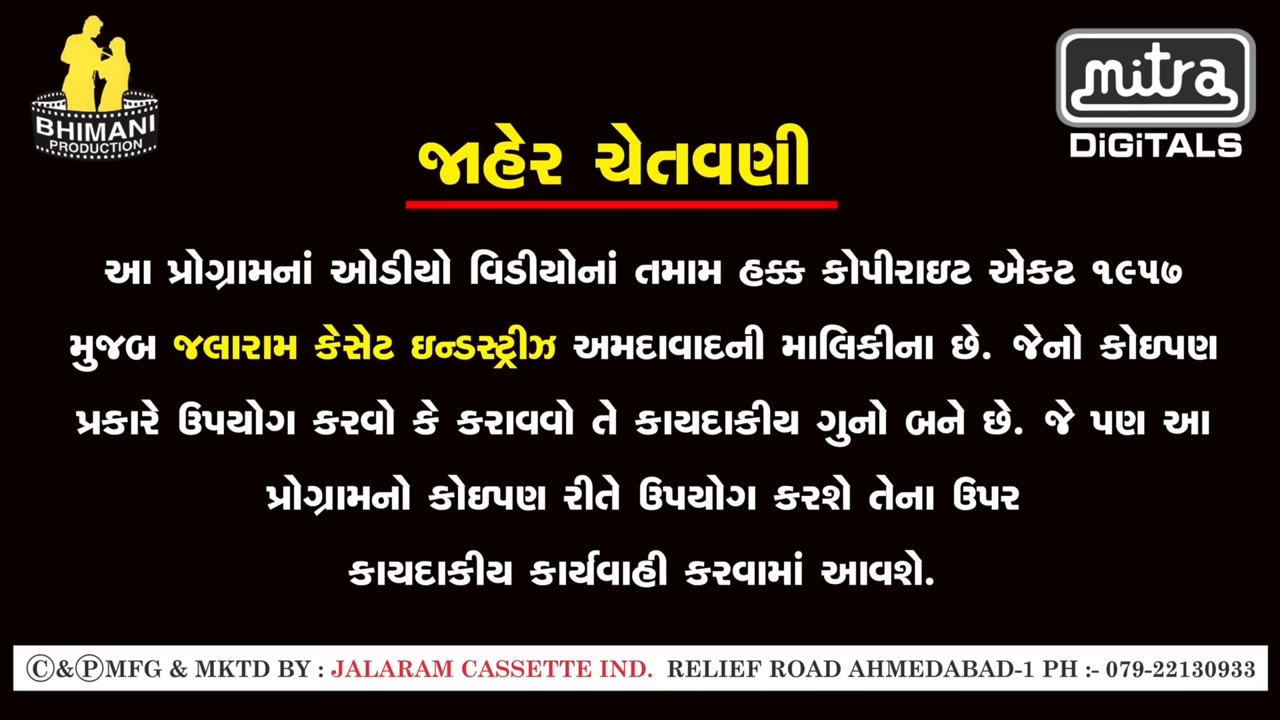 BHIMANI
PRODUCTION
mitra
DiGiTALS
જાહેર ચેતવણી
આ પ્રોગ્રામનાં ઓડીયો વિડીયોનાં તમામ હક્ક કોપીરાઇટ એકટ ૧૯૫૭
મુજબ જલારામ કેસેટ ઇન્ડસ્ટ્રીઝ અમદાવાદની માલિકીના છે. જેનો કોઇપણ
પ્રકારે ઉપયોગ કરવો કે કરાવવો તે કાયદાકીય ગુનો બને છે. જે પણ આ
પ્રોગ્રામનો કોઇપણ રીતે ઉપયોગ કરશે તેના ઉપર
કાયદાકીય કાર્યવાહી કરવામાં આવશે.
Ⓒ&ⓅMFG & MKTD BY : JALARAM CASSETTE IND. RELIEF ROAD AHMEDABAD-1 PH :- 079-22130933